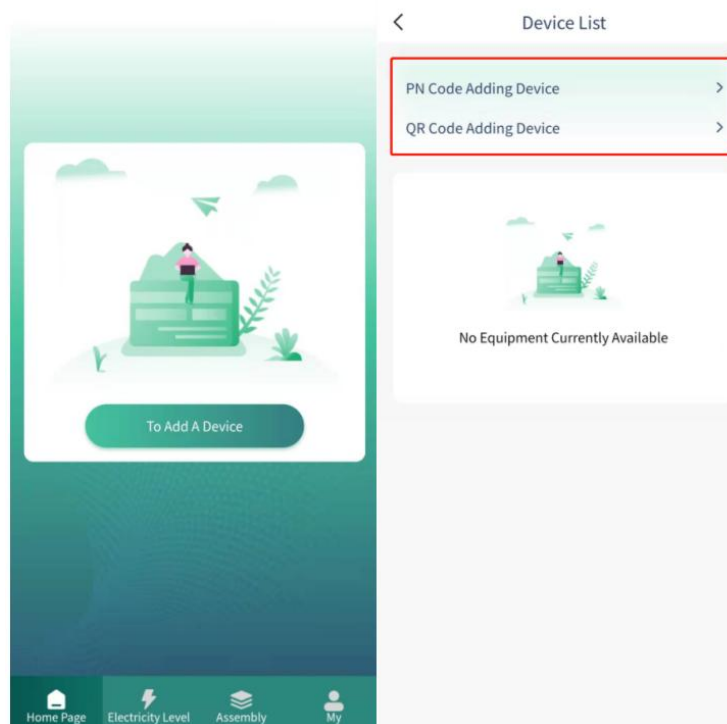 To Add A Device
Home Page
Electricity Level
Assembly
My
Device List
PN Code Adding Device
QR Code Adding Device
No Equipment Currently Available